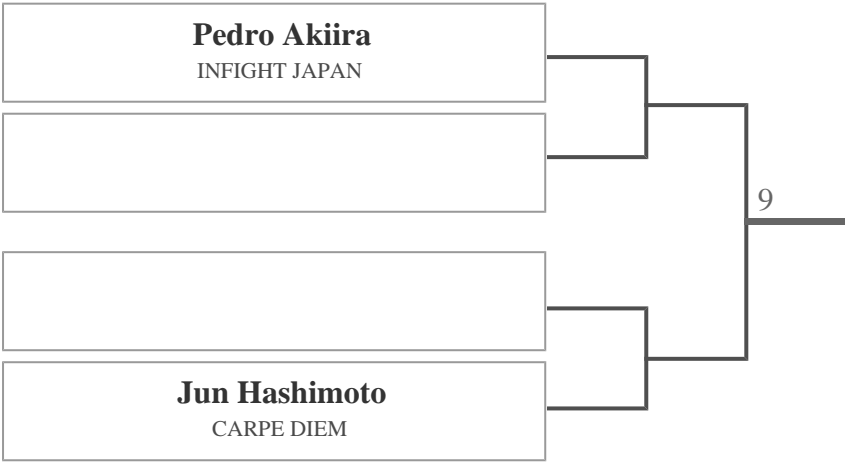 Pedro Akiira
INFIGHT JAPAN
9
Jun Hashimoto
CARPE DIEM